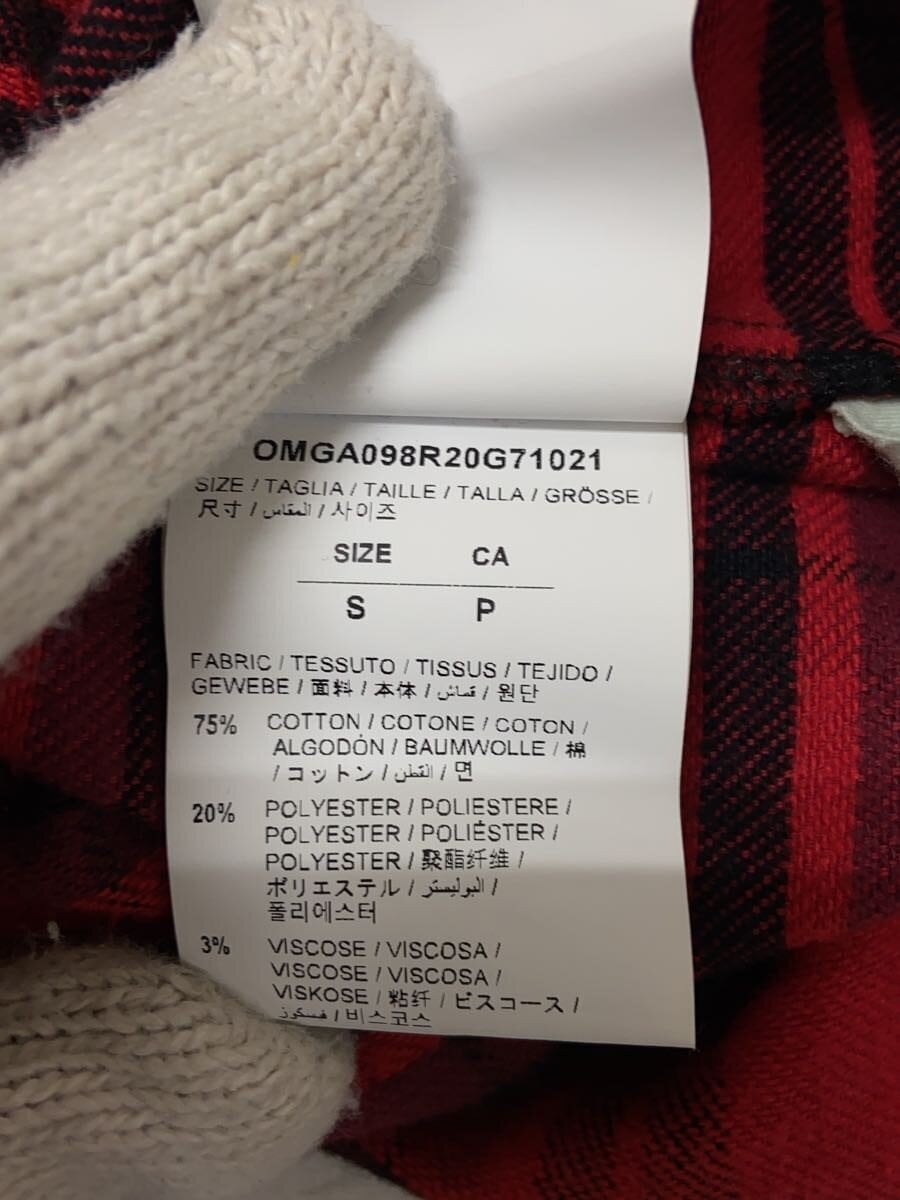 OMGA098R20G71021
SIZE / TAGLIA / TAILLE / TALLA / GRÖSSE /
尺寸 / المقاس / 사이즈
SIZE CA
S P
FABRIC / TESSUTO / TISSUS / TEJIDO /
GEWEBE / 面料 / 本体 / قماش / 원단
75% COTTON / COTONE / COTON /
ALGODÓN / BAUMWOLLE / 棉
/ コットン / القطن / 면
20% POLYESTER / POLIESTERE /
POLYESTER / POLIÉSTER /
POLYESTER / 聚酯纤维 /
ポリエステル / البوليستر /
폴리에스터
3% VISCOSE / VISCOSA /
VISCOSE / VISCOSA /
VISKOSE / 粘纤 / ビスコース /
فسكوز / 비스코스